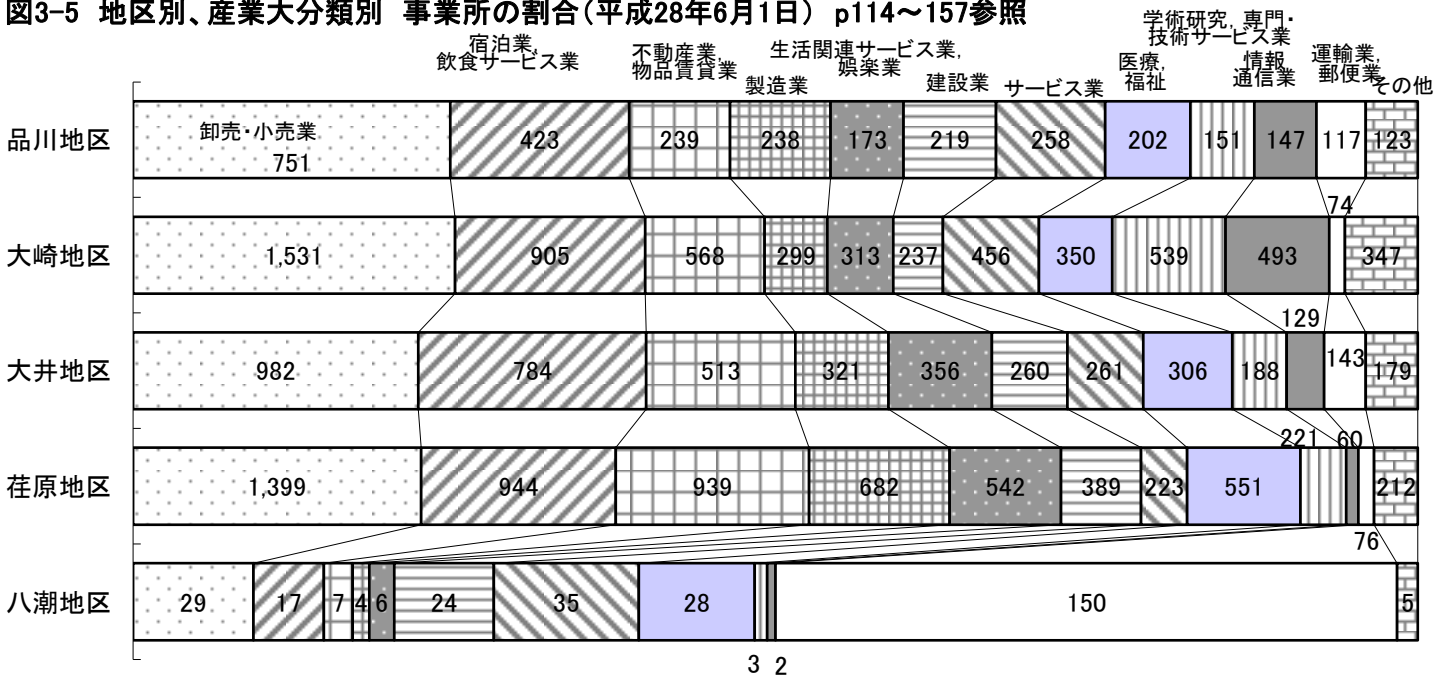 図3-5 地区別、産業大分類別 事業所の割合(平成28年6月1日) p114～157参照
宿泊業,
飲食サービス業
不動産業,
物品賃貸業
製造業
生活関連サービス業,
娯楽業
建設業
サービス業
医療,
福祉
学術研究, 専門・
技術サービス業
情報
通信業
運輸業,
郵便業
その他
品川地区
卸売・小売業
751 423 239 238 173 219 258 202 151 147 117 123
74
大崎地区 1,531 905 568 299 313 237 456 350 539 493 347
129
大井地区 982 784 513 321 356 260 261 306 188 143 179
221 60
荏原地区 1,399 944 939 682 542 389 223 551 212
76
八潮地区 29 17 7 4 6 24 35 28 150 5
3 2